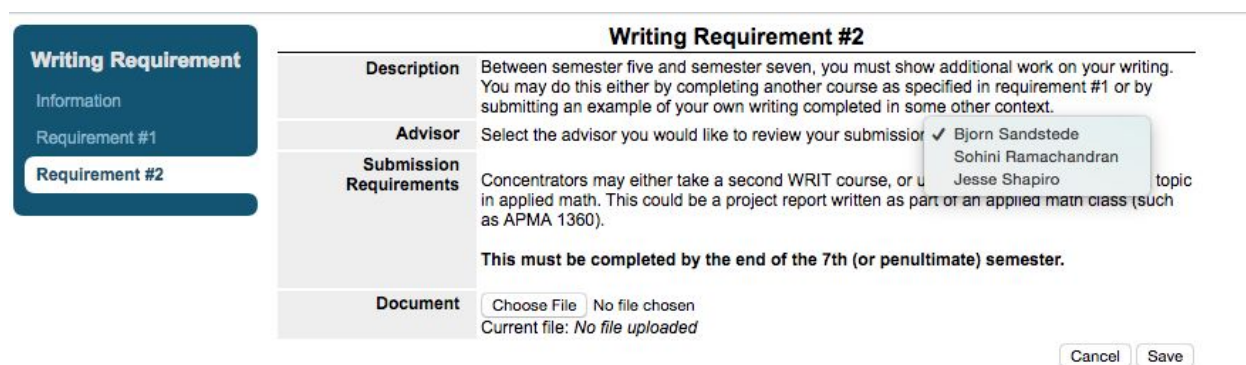 Writing Requirement
Information
Requirement #1
Requirement #2
Writing Requirement #2
Description
Between semester five and semester seven, you must show additional work on your writing.
You may do this either by completing another course as specified in requirement #1 or by
submitting an example of your own writing completed in some other context.
Advisor
Select the advisor you would like to review your submission
✓ Bjorn Sandstede
Sohini Ramachandran
Jesse Shapiro
Submission
Requirements
Concentrators may either take a second WRIT course, or topic
in applied math. This could be a project report written as part of an applied math class (such
as APMA 1360).
This must be completed by the end of the 7th (or penultimate) semester.
Document
Choose File No file chosen
Current file: No file uploaded
Cancel Save